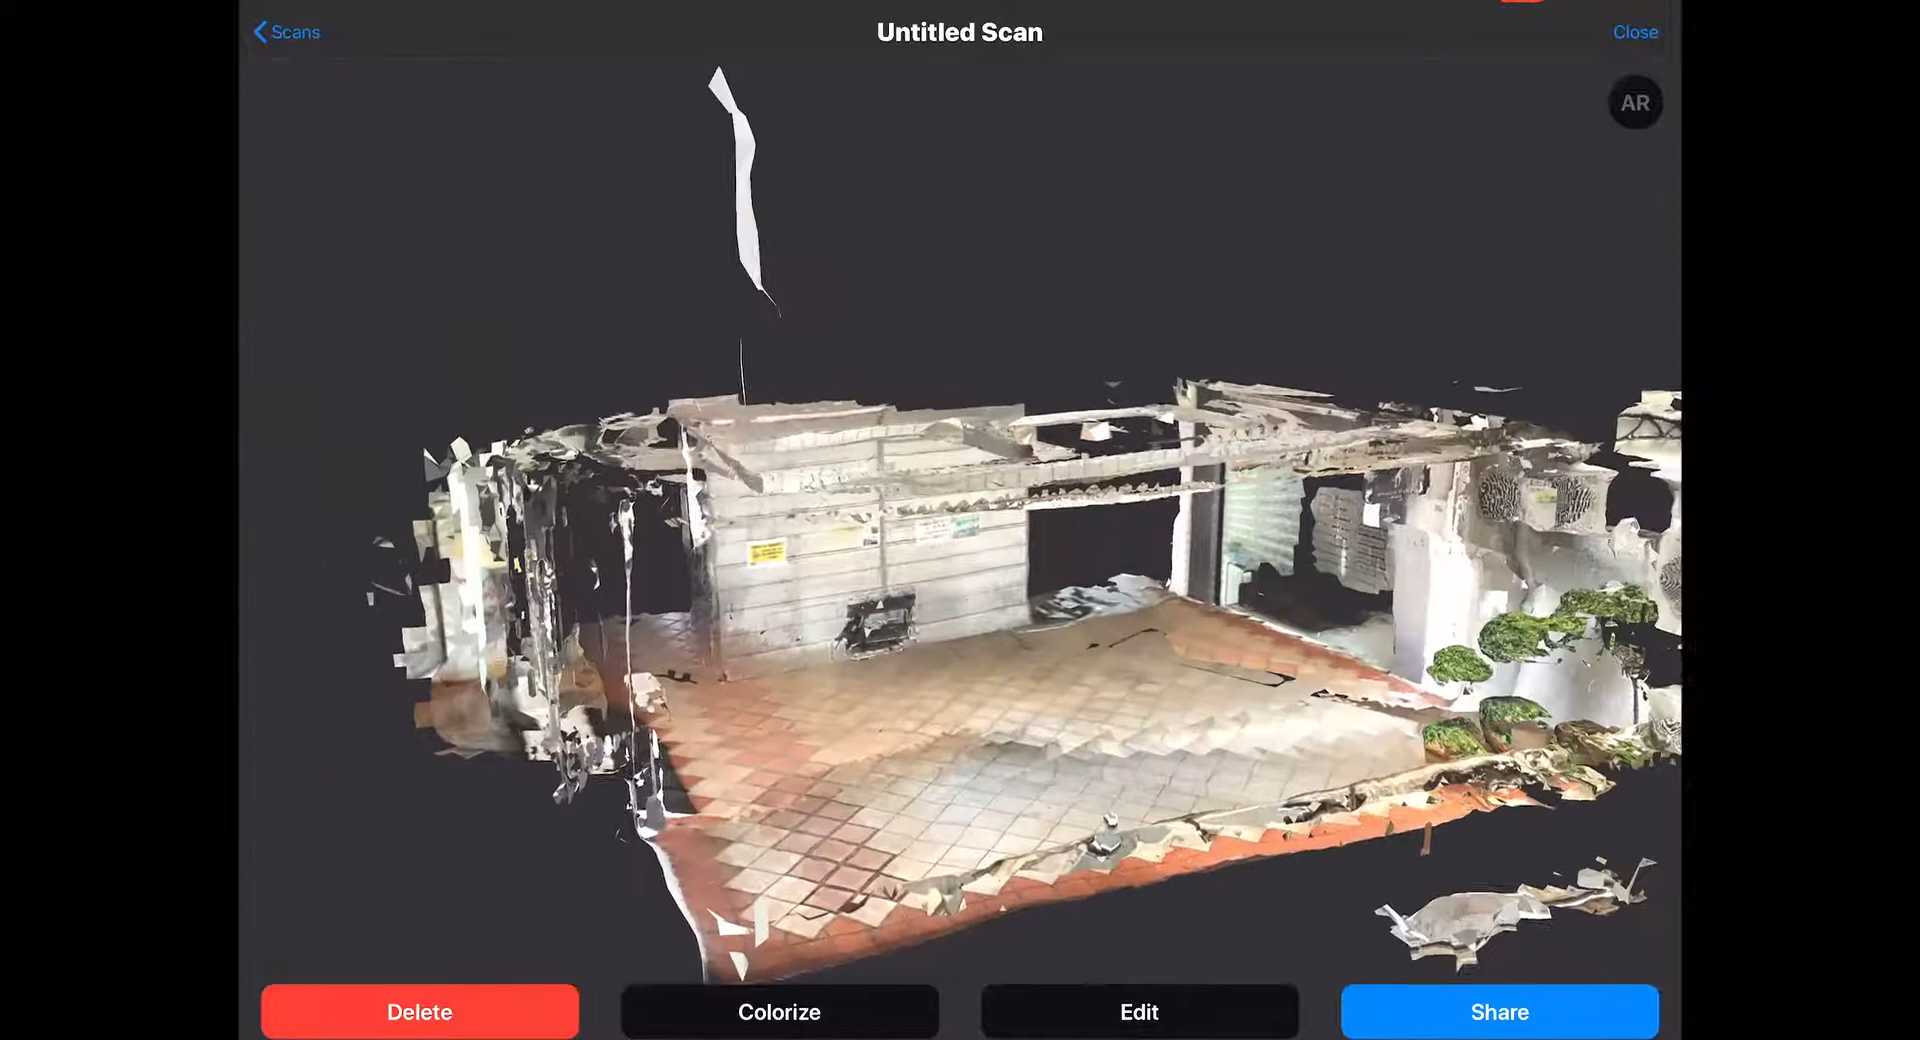 Scans
Untitled Scan
Close
AR
Delete
Colorize
Edit
Share